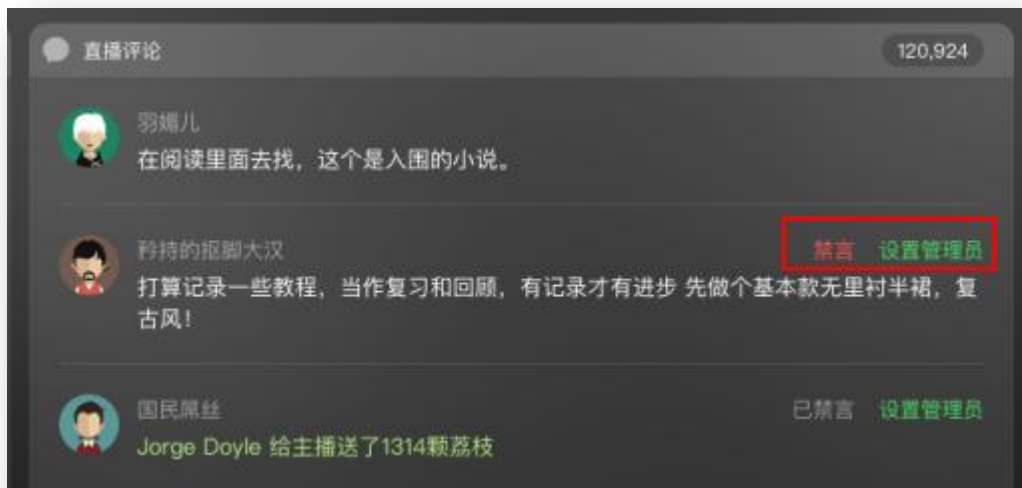 直播评论
120,924
羽媚儿
在阅读里面去找，这个是入围的小说。
矜持的抠脚大汉
禁言 设置管理员
打算记录一些教程，当作复习和回顾，有记录才有进步 先做个基本款无里衬半裙，复
古风！
国民屌丝
已禁言 设置管理员
Jorge Doyle 给主播送了1314颗荔枝